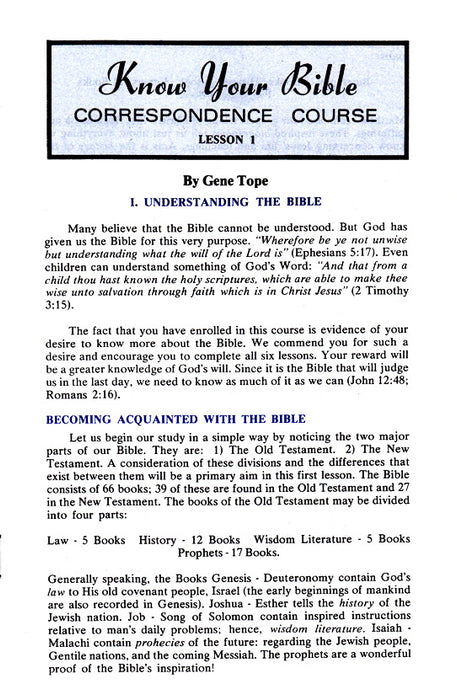 Know Your Bible
CORRESPONDENCE COURSE
LESSON 1
By Gene Tope
I. UNDERSTANDING THE BIBLE
Many believe that the Bible cannot be understood. But God has
given us the Bible for this very purpose. "Wherefore be ye not unwise
but understanding what the will of the Lord is" (Ephesians 5:17). Even
children can understand something of God's Word: "And that from a
child thou hast known the holy scriptures, which are able to make thee
wise unto salvation through faith which is in Christ Jesus" (2 Timothy
3:15).
The fact that you have enrolled in this course is evidence of your
desire to know more about the Bible. We commend you for such a
desire and encourage you to complete all six lessons. Your reward will
be a greater knowledge of God's will. Since it is the Bible that will judge
us in the last day, we need to know as much of it as we can (John 12:48;
Romans 2:16).
BECOMING ACQUAINTED WITH THE BIBLE
Let us begin our study in a simple way by noticing the two major
parts of our Bible. They are: 1) The Old Testament. 2) The New
Testament. A consideration of these divisions and the differences that
exist between them will be a primary aim in this first lesson. The Bible
consists of 66 books; 39 of these are found in the Old Testament and 27
in the New Testament. The books of the Old Testament may be divided
into four parts:
Law - 5 Books History - 12 Books Wisdom Literature - 5 Books
Prophets - 17 Books.
Generally speaking, the Books Genesis - Deuteronomy contain God's
law to His old covenant people, Israel (the early beginnings of mankind
are also recorded in Genesis). Joshua - Esther tells the history of the
Jewish nation. Job - Song of Solomon contain inspired instructions
relative to man's daily problems; hence, wisdom literature. Isaiah -
Malachi contain prohecies of the future: regarding the Jewish people,
Gentile nations, and the coming Messiah. The prophets are a wonderful
proof of the Bible's inspiration!